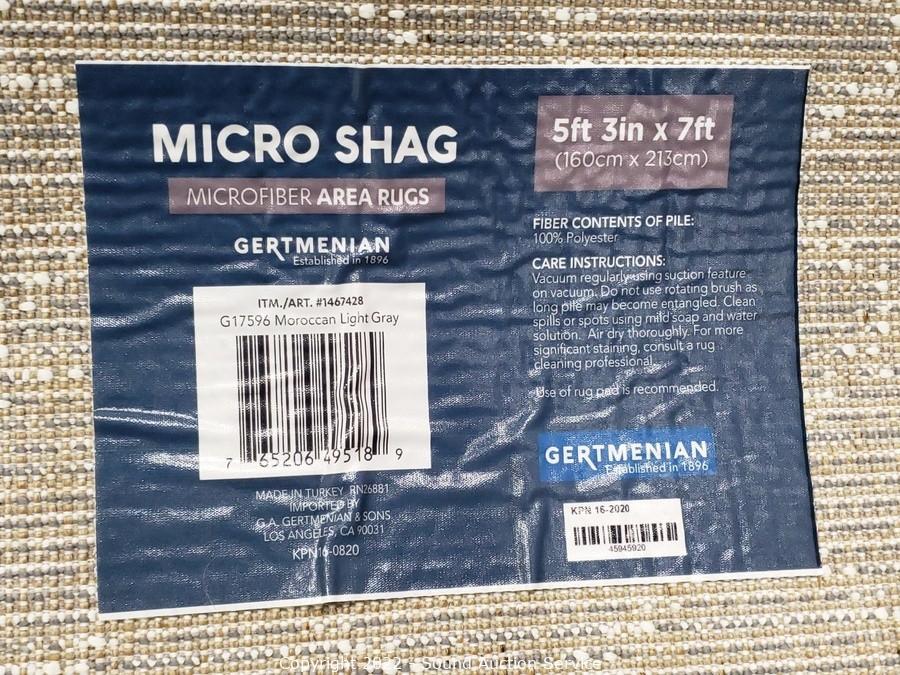 MICRO SHAG
MICROFIBER AREA RUGS
GERTMENIAN
Established in 1896
ITM./ART. #1467428
G17596 Moroccan Light Gray
7 65206 49518 9
MADE IN TURKEY RN26881
IMPORTED BY
G.A. GERTMENIAN & SONS
LOS ANGELES, CA 90031
KPN16-0820
5ft 3in x 7ft
(160cm x 213cm)
FIBER CONTENTS OF PILE:
100% Polyester
CARE INSTRUCTIONS:
Vacuum regularly using suction feature
on vacuum. Do not use rotating brush as
long pile may become entangled. Clean
spills or spots using mild soap and water
solution. Air dry thoroughly. For more
significant staining, consult a rug
cleaning professional.
Use of rug pad is recommended.
GERTMENIAN
Established in 1896
KPN 16-2020
45945920
Copyright 2022 - Sound Auction Service